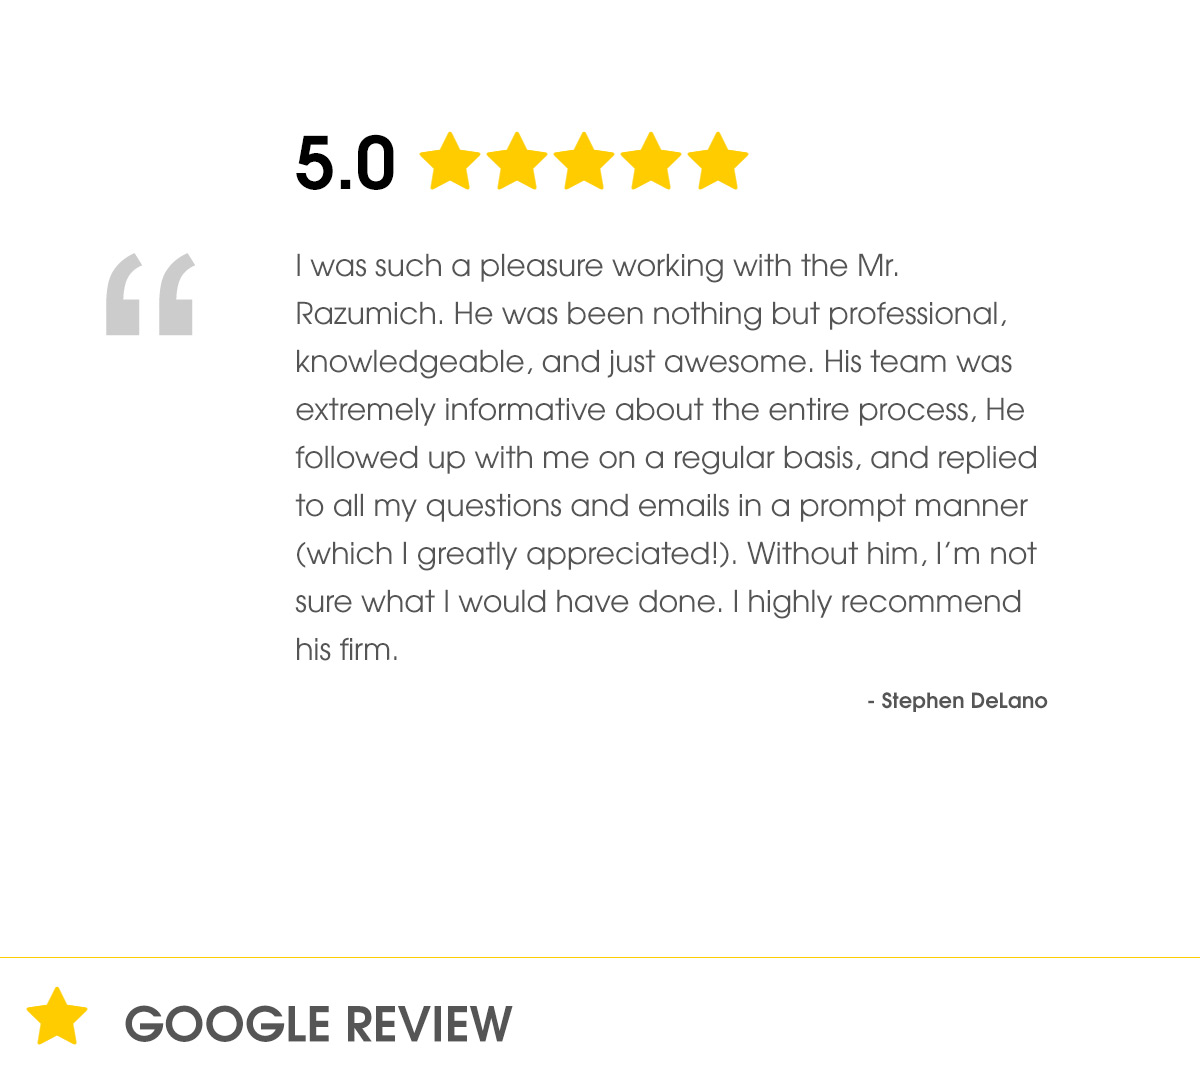 5.0
“
I was such a pleasure working with the Mr.
Razumich. He was been nothing but professional,
knowledgeable, and just awesome. His team was
extremely informative about the entire process, He
followed up with me on a regular basis, and replied
to all my questions and emails in a prompt manner
(which I greatly appreciated!). Without him, I’m not
sure what I would have done. I highly recommend
his firm.
- Stephen DeLano
GOOGLE REVIEW